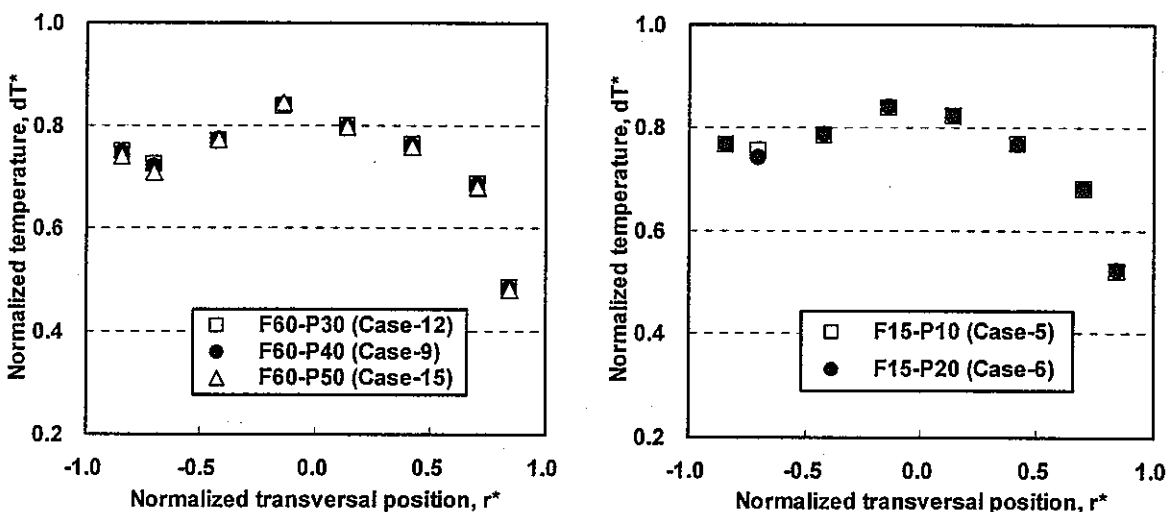 Normalized temperature, dT*
1.0
0.8
0.6
0.4
0.2
-1.0 -0.5 0.0 0.5 1.0
Normalized transversal position, r*
F60-P30 (Case-12)
F60-P40 (Case-9)
F60-P50 (Case-15)
Normalized temperature, dT*
1.0
0.8
0.6
0.4
0.2
-1.0 -0.5 0.0 0.5 1.0
Normalized transversal position, r*
F15-P10 (Case-5)
F15-P20 (Case-6)